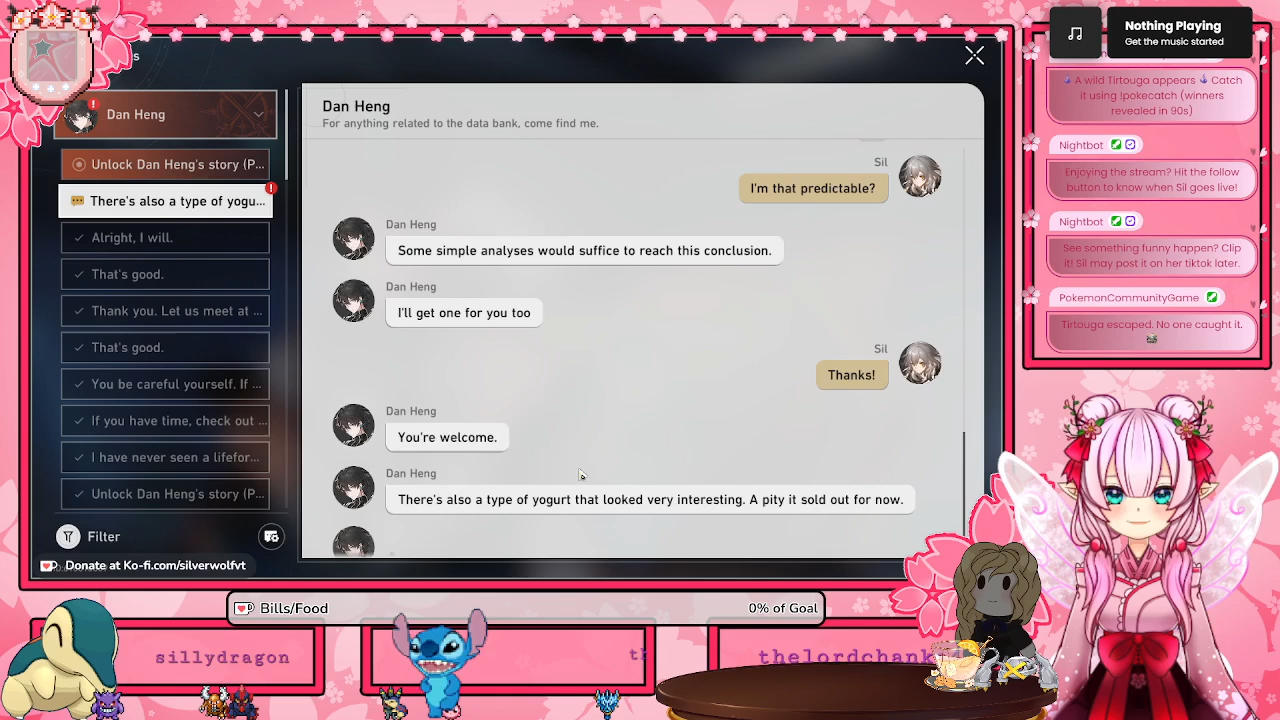 s
Dan Heng
Unlock Dan Heng's story (P...
There's also a type of yogu...
Alright, I will.
That's good.
Thank you. Let us meet at ...
That's good.
You be careful yourself. If ...
If you have time, check out ...
I have never seen a lifefor...
Unlock Dan Heng's story (P...
Filter
Donate at Ko-fi.com/silverwolfvt
Dan Heng
For anything related to the data bank, come find me.
Sil
I'm that predictable?
Dan Heng
Some simple analyses would suffice to reach this conclusion.
Dan Heng
I'll get one for you too
Sil
Thanks!
Dan Heng
You're welcome.
Dan Heng
There's also a type of yogurt that looked very interesting. A pity it sold out for now.
Nothing Playing
Get the music started
A wild Tirtouga appears Catch
it using !pokecatch (winners
revealed in 90s)
Nightbot
Enjoying the stream? Hit the follow
button to know when Sil goes live!
Nightbot
See something funny happen? Clip
it! Sil may post it on her tiktok later.
PokemonCommunityGame
Tirtouga escaped. No one caught it.
Bills/Food
0% of Goal
sillydragon
th
thelordchank